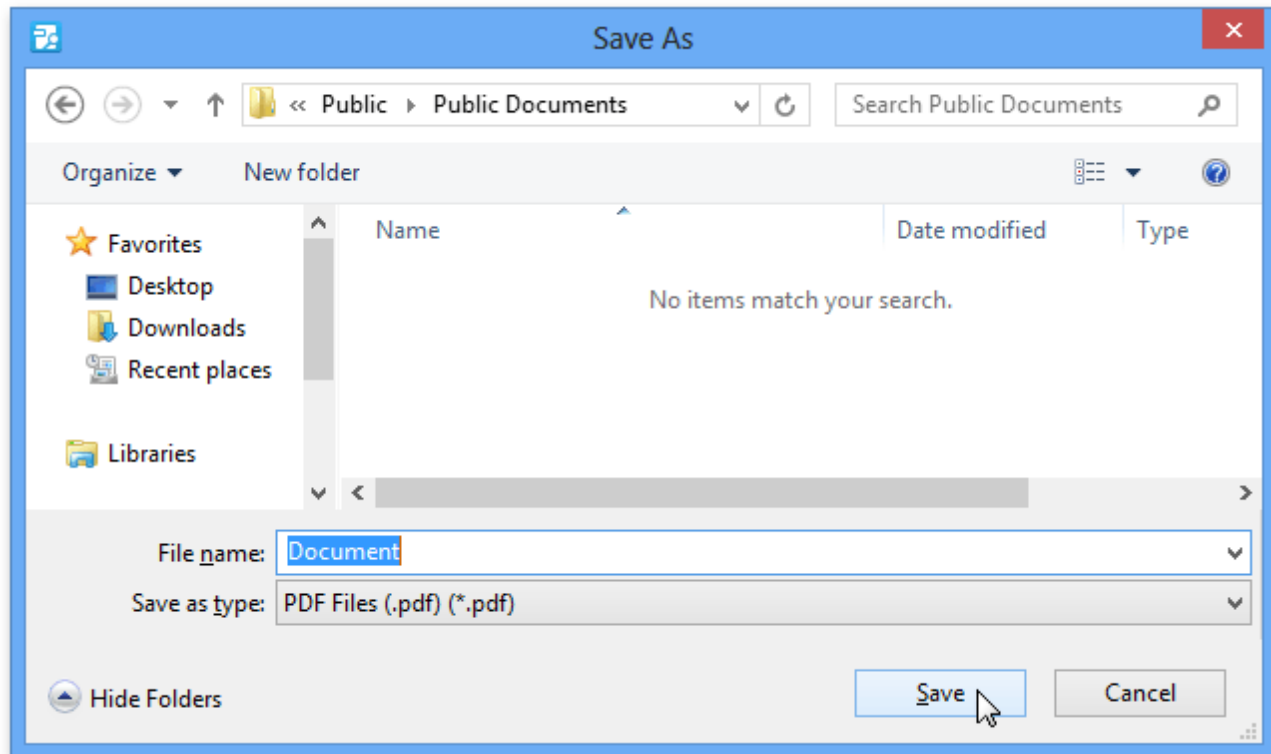 Save As
« Public ▸ Public Documents
Search Public Documents
Organize
New folder
Name
Date modified
Type
Favorites
Desktop
Downloads
Recent places
Libraries
No items match your search.
File name: Document
Save as type: PDF Files (.pdf) (*.pdf)
Hide Folders
Save
Cancel